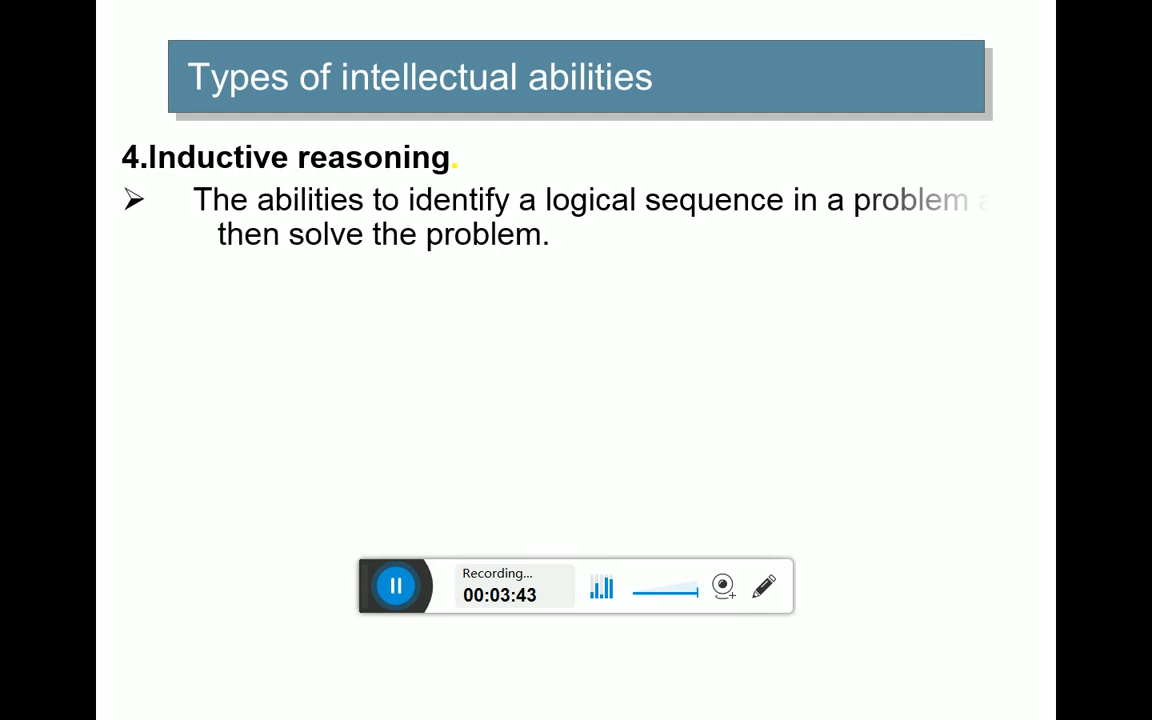 Types of intellectual abilities
4.Inductive reasoning.
➢ The abilities to identify a logical sequence in a problem
then solve the problem.
Recording...
00:03:43